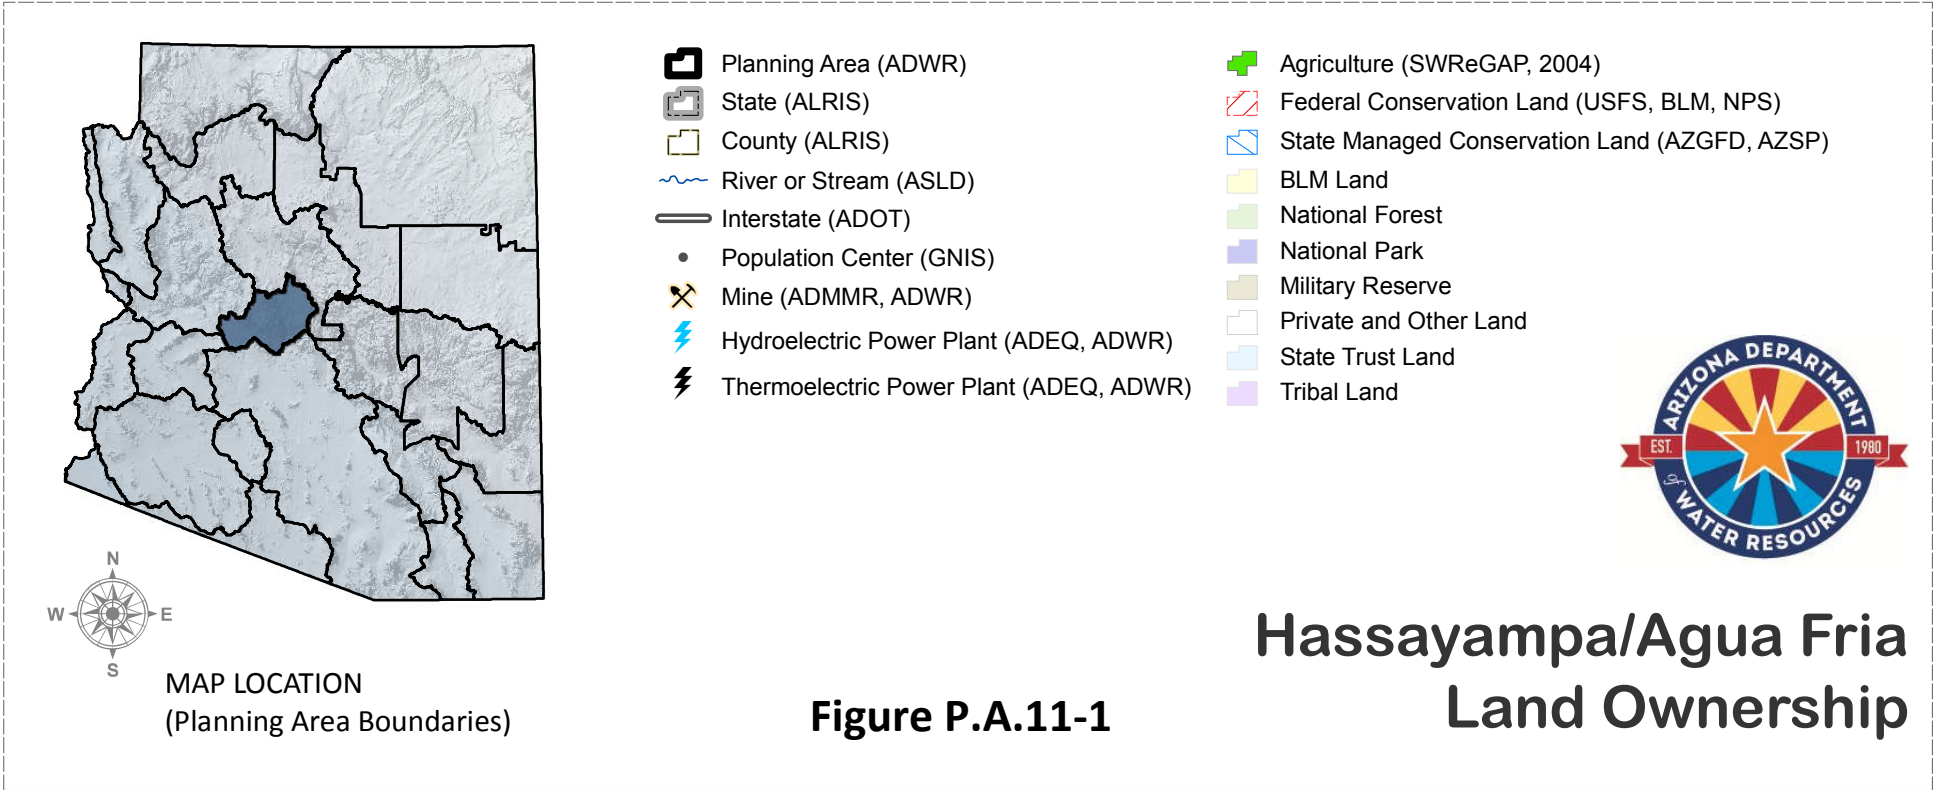 Planning Area (ADWR)
State (ALRIS)
County (ALRIS)
River or Stream (ASLD)
Interstate (ADOT)
Population Center (GNIS)
Mine (ADMMR, ADWR)
Hydroelectric Power Plant (ADEQ, ADWR)
Thermoelectric Power Plant (ADEQ, ADWR)
Agriculture (SWReGAP, 2004)
Federal Conservation Land (USFS, BLM, NPS)
State Managed Conservation Land (AZGFD, AZSP)
BLM Land
National Forest
National Park
Military Reserve
Private and Other Land
State Trust Land
Tribal Land
ARIZONA DEPARTMENT
EST. 1980
of WATER RESOURCES
N
W E
S
MAP LOCATION
(Planning Area Boundaries)
Figure P.A.11-1
Hassayampa/Agua Fria
Land Ownership